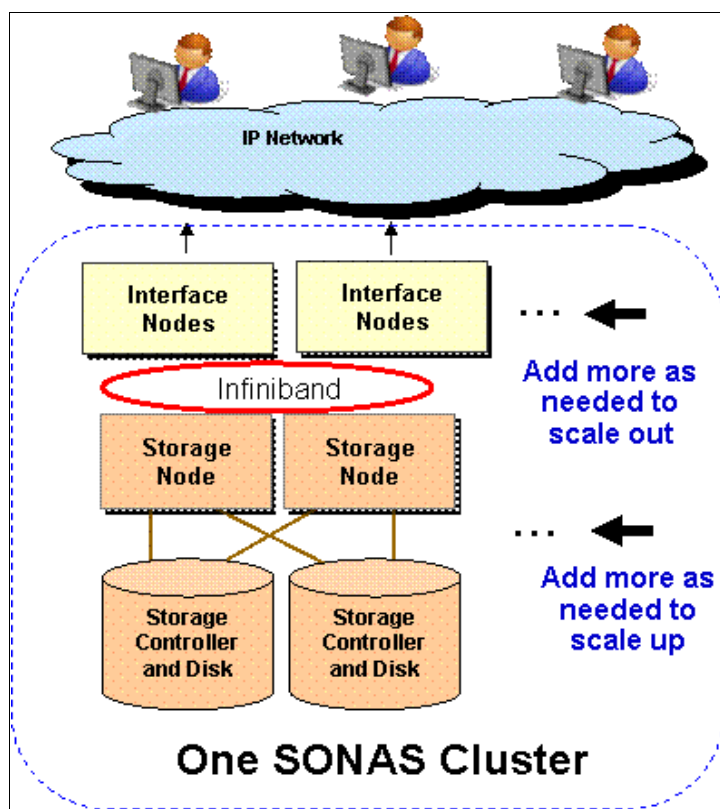 IP Network
Interface
Nodes
Interface
Nodes
...
Add more as
needed to
scale out
Infiniband
Storage
Node
Storage
Node
...
Add more as
needed to
scale up
Storage
Controller
and Disk
Storage
Controller
and Disk
One SONAS Cluster